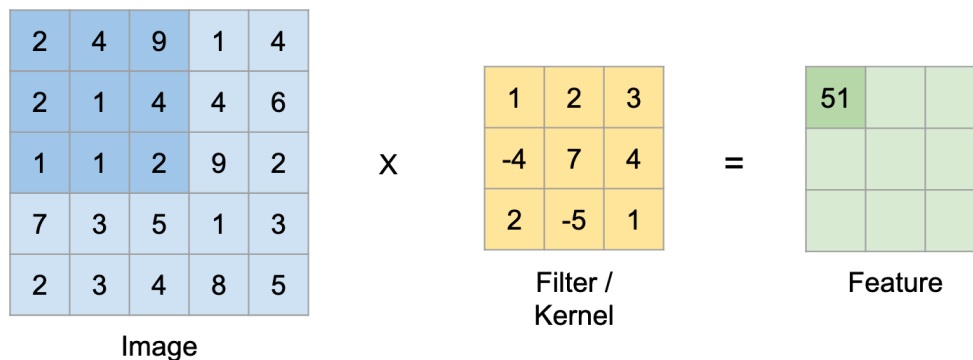 2 4 9 1 4
2 1 4 4 6
1 1 2 9 2
7 3 5 1 3
2 3 4 8 5
Image
x
1 2 3
-4 7 4
2 -5 1
Filter /
Kernel
=
51
Feature